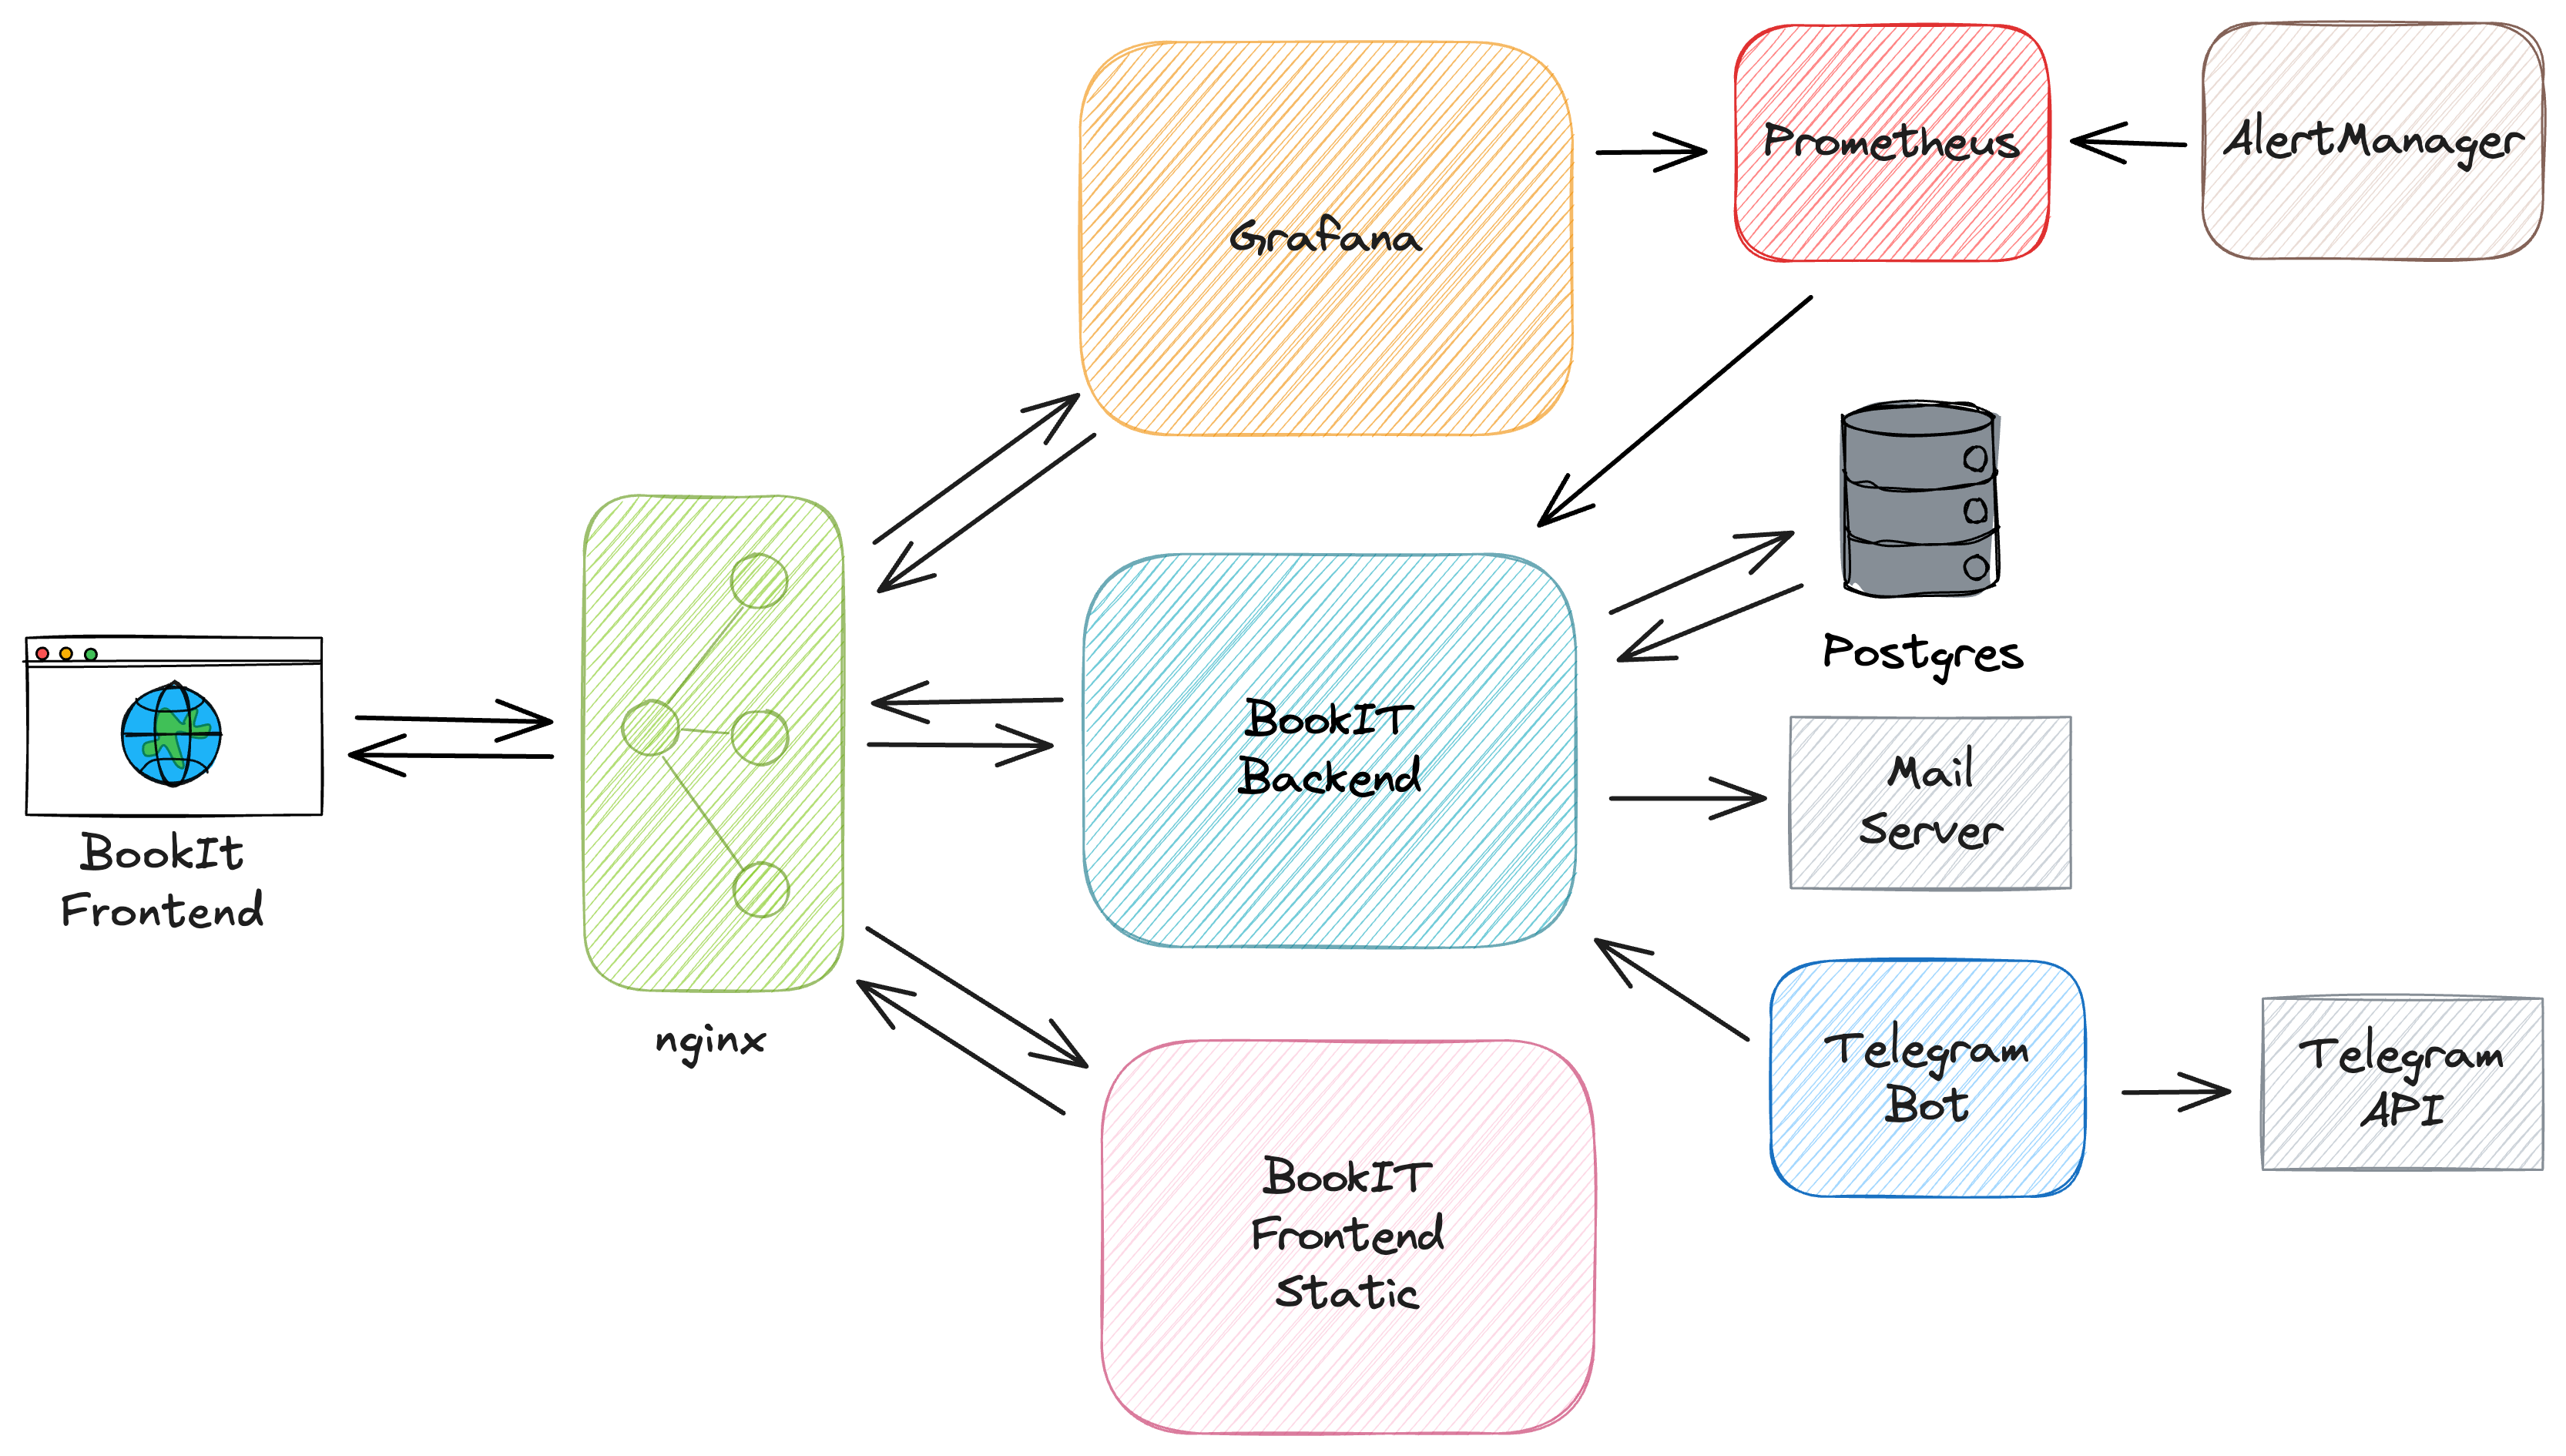 Grafana
Prometheus
AlertManager
Postgres
BookIt
Frontend
nginx
BookIT
Backend
Mail
Server
Telegram
Bot
Telegram
API
BookIT
Frontend
Static